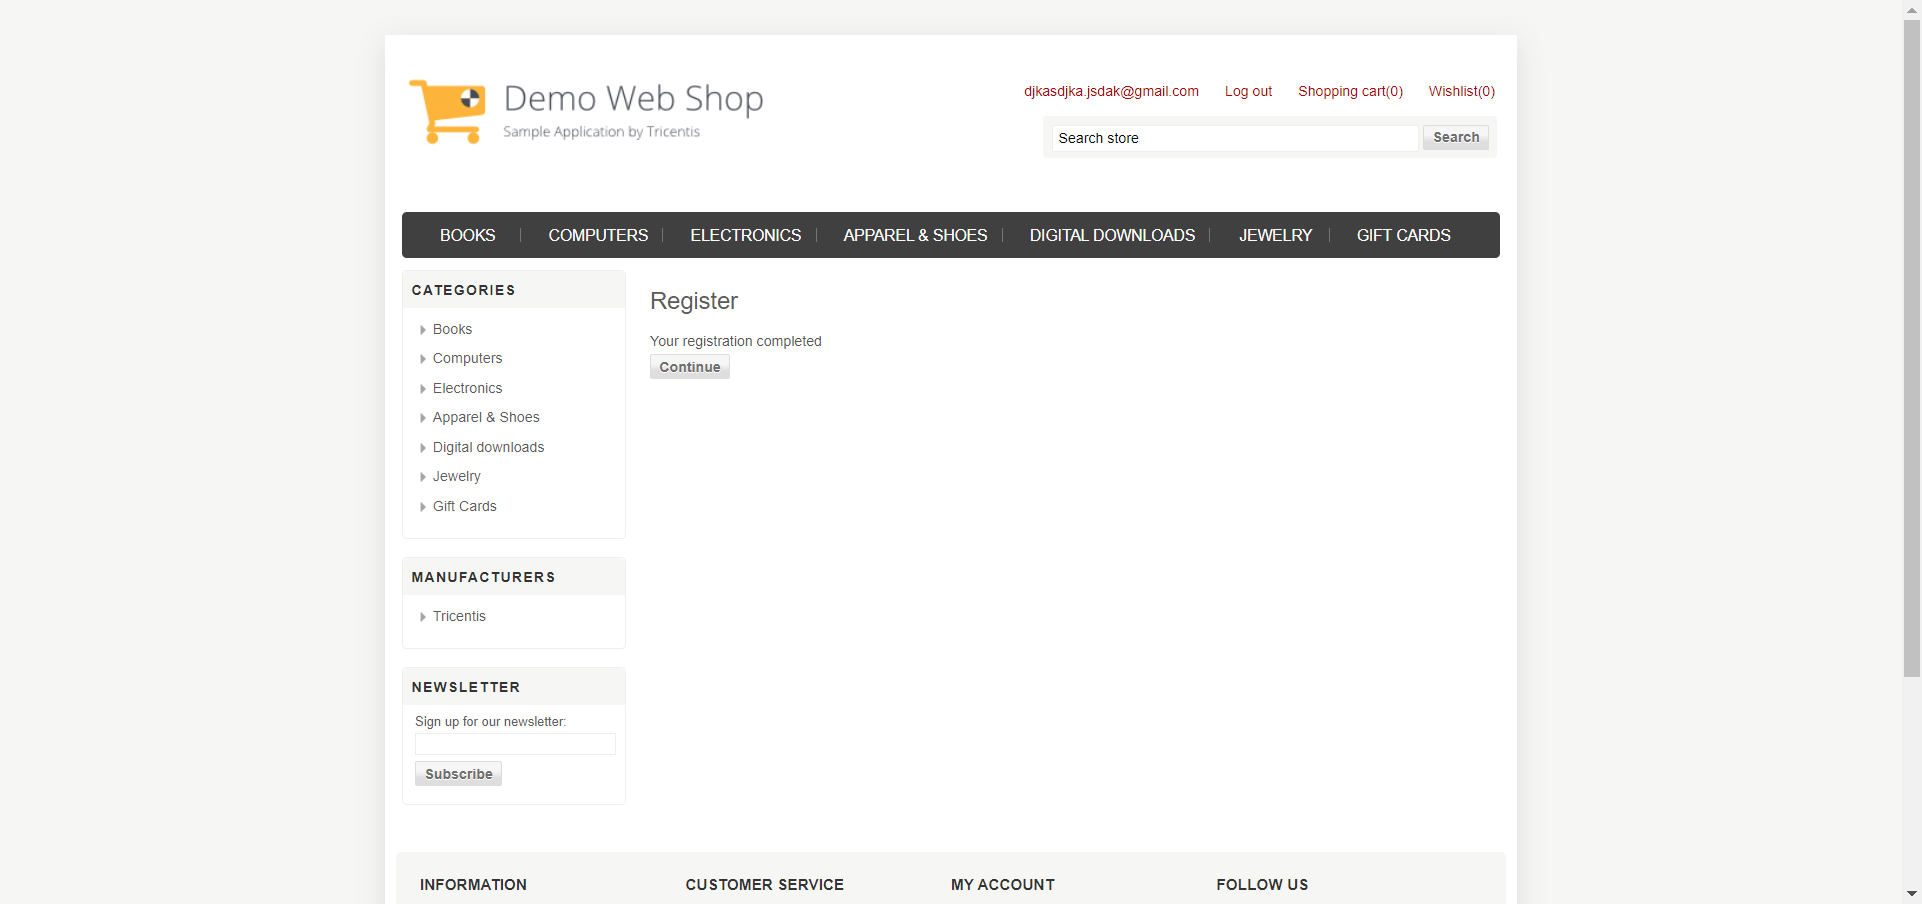 Demo Web Shop
Sample Application by Tricentis
djkasdjka.jsdak@gmail.com Log out Shopping cart(0) Wishlist(0)
Search store Search
BOOKS COMPUTERS ELECTRONICS APPAREL & SHOES DIGITAL DOWNLOADS JEWELRY GIFT CARDS
CATEGORIES
Books
Computers
Electronics
Apparel & Shoes
Digital downloads
Jewelry
Gift Cards
MANUFACTURERS
Tricentis
NEWSLETTER
Sign up for our newsletter:
Subscribe
Register
Your registration completed
Continue
INFORMATION CUSTOMER SERVICE MY ACCOUNT FOLLOW US